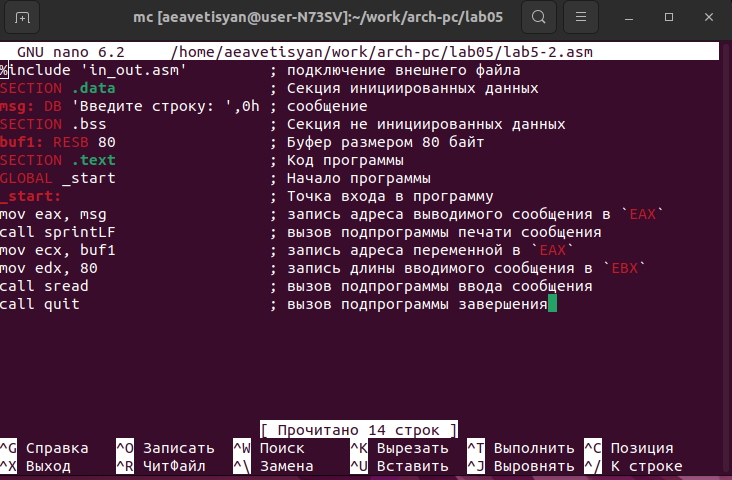 mc [aeavetisyan@user-N73SV]:~/work/arch-pc/lab05
GNU nano 6.2 /home/aeavetisyan/work/arch-pc/lab05/lab5-2.asm
%include 'in_out.asm' ; подключение внешнего файла
SECTION .data ; Секция инициированных данных
msg: DB 'Введите строку: ',0h ; сообщение
SECTION .bss ; Секция не инициированных данных
buf1: RESB 80 ; Буфер размером 80 байт
SECTION .text ; Код программы
GLOBAL _start ; Начало программы
_start: ; Точка входа в программу
mov eax, msg ; запись адреса выводимого сообщения в `EAX`
call sprintLF ; вызов подпрограммы печати сообщения
mov ecx, buf1 ; запись адреса переменной в `EAX`
mov edx, 80 ; запись длины вводимого сообщения в `EBX`
call sread ; вызов подпрограммы ввода сообщения
call quit ; вызов подпрограммы завершения
[ Прочитано 14 строк ]
^G Справка ^O Записать ^W Поиск ^K Вырезать ^T Выполнить ^C Позиция
^X Выход ^R ЧитФайл ^\ Замена ^U Вставить ^J Выровнять ^/ К строке